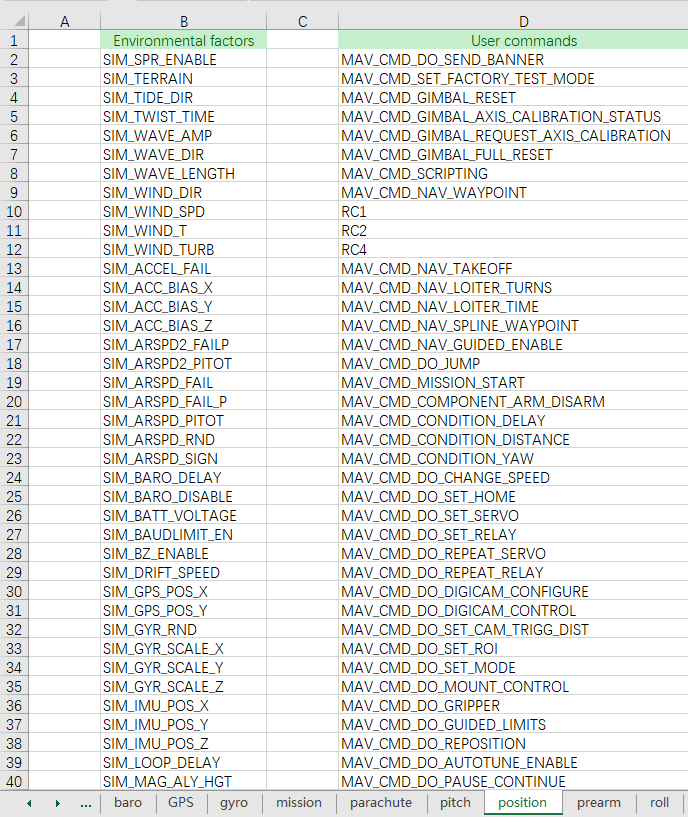 A B C D
1 Environmental factors User commands
2 SIM_SPR_ENABLE MAV_CMD_DO_SEND_BANNER
3 SIM_TERRAIN MAV_CMD_SET_FACTORY_TEST_MODE
4 SIM_TIDE_DIR MAV_CMD_GIMBAL_RESET
5 SIM_TWIST_TIME MAV_CMD_GIMBAL_AXIS_CALIBRATION_STATUS
6 SIM_WAVE_AMP MAV_CMD_GIMBAL_REQUEST_AXIS_CALIBRATION
7 SIM_WAVE_DIR MAV_CMD_GIMBAL_FULL_RESET
8 SIM_WAVE_LENGTH MAV_CMD_SCRIPTING
9 SIM_WIND_DIR MAV_CMD_NAV_WAYPOINT
10 SIM_WIND_SPD RC1
11 SIM_WIND_T RC2
12 SIM_WIND_TURB RC4
13 SIM_ACCEL_FAIL MAV_CMD_NAV_TAKEOFF
14 SIM_ACC_BIAS_X MAV_CMD_NAV_LOITER_TURNS
15 SIM_ACC_BIAS_Y MAV_CMD_NAV_LOITER_TIME
16 SIM_ACC_BIAS_Z MAV_CMD_NAV_SPLINE_WAYPOINT
17 SIM_ARSPD2_FAILP MAV_CMD_NAV_GUIDED_ENABLE
18 SIM_ARSPD2_PITOT MAV_CMD_DO_JUMP
19 SIM_ARSPD_FAIL MAV_CMD_MISSION_START
20 SIM_ARSPD_FAIL_P MAV_CMD_COMPONENT_ARM_DISARM
21 SIM_ARSPD_PITOT MAV_CMD_CONDITION_DELAY
22 SIM_ARSPD_RND MAV_CMD_CONDITION_DISTANCE
23 SIM_ARSPD_SIGN MAV_CMD_CONDITION_YAW
24 SIM_BARO_DELAY MAV_CMD_DO_CHANGE_SPEED
25 SIM_BARO_DISABLE MAV_CMD_DO_SET_HOME
26 SIM_BATT_VOLTAGE MAV_CMD_DO_SET_SERVO
27 SIM_BAUDLIMIT_EN MAV_CMD_DO_SET_RELAY
28 SIM_BZ_ENABLE MAV_CMD_DO_REPEAT_SERVO
29 SIM_DRIFT_SPEED MAV_CMD_DO_REPEAT_RELAY
30 SIM_GPS_POS_X MAV_CMD_DO_DIGICAM_CONFIGURE
31 SIM_GPS_POS_Y MAV_CMD_DO_DIGICAM_CONTROL
32 SIM_GYR_RND MAV_CMD_DO_SET_CAM_TRIGG_DIST
33 SIM_GYR_SCALE_X MAV_CMD_DO_SET_ROI
34 SIM_GYR_SCALE_Y MAV_CMD_DO_SET_MODE
35 SIM_GYR_SCALE_Z MAV_CMD_DO_MOUNT_CONTROL
36 SIM_IMU_POS_X MAV_CMD_DO_GRIPPER
37 SIM_IMU_POS_Y MAV_CMD_DO_GUIDED_LIMITS
38 SIM_IMU_POS_Z MAV_CMD_DO_REPOSITION
39 SIM_LOOP_DELAY MAV_CMD_DO_AUTOTUNE_ENABLE
40 SIM_MAG_ALY_HGT MAV_CMD_DO_PAUSE_CONTINUE
... baro GPS gyro mission parachute pitch position prearm roll